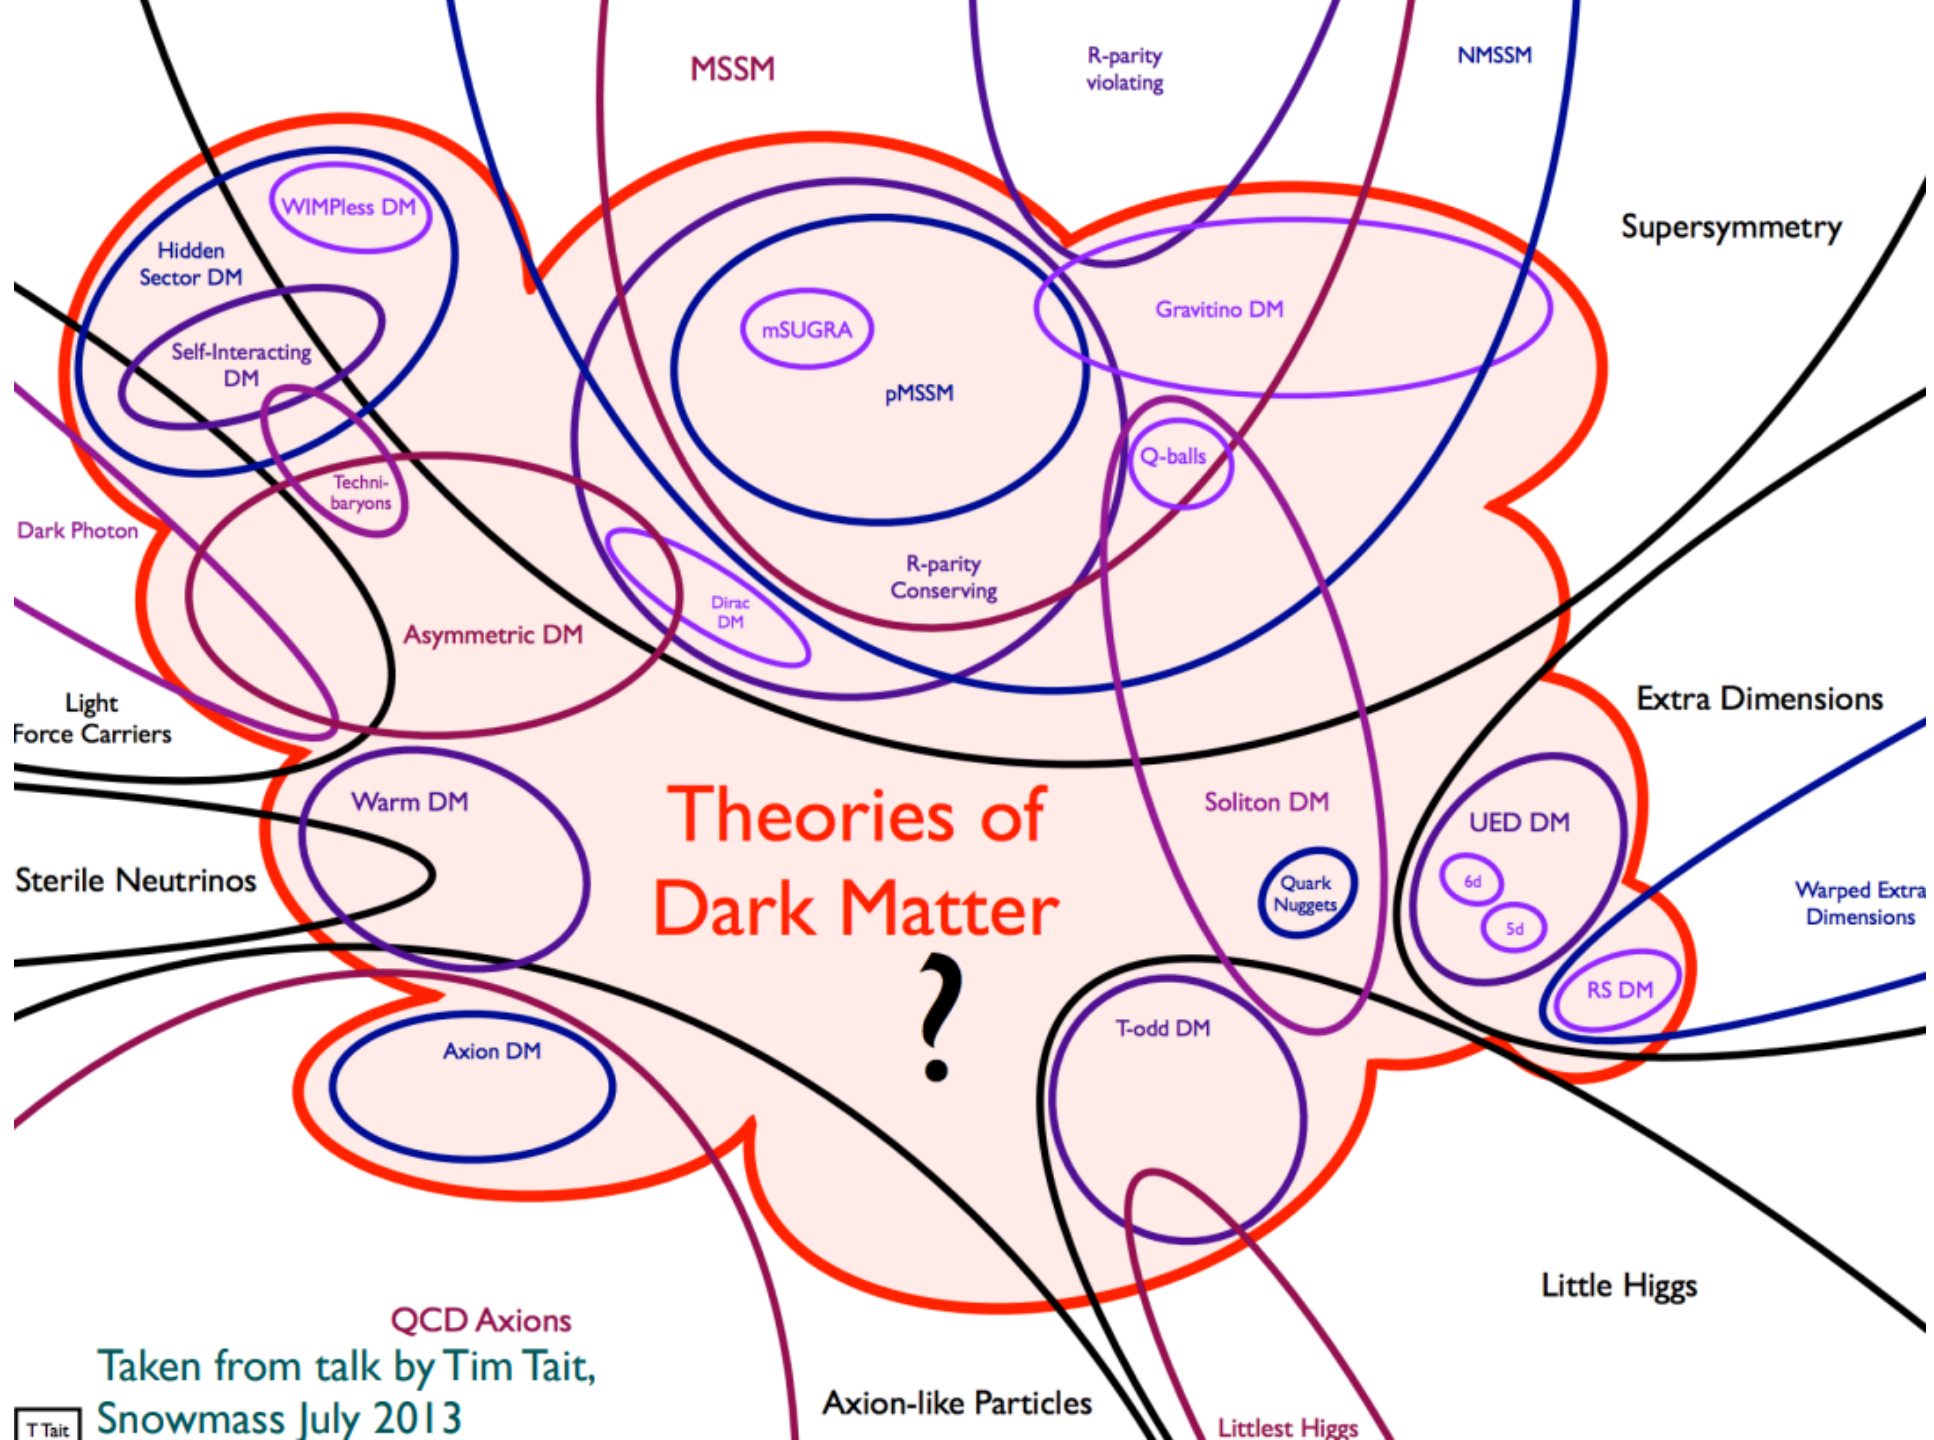 MSSM
R-parity
violating
NMSSM
WIMPless DM
Supersymmetry
Hidden
Sector DM
Gravitino DM
mSUGRA
Self-Interacting
DM
pMSSM
Q-balls
Techni-
baryons
Dark Photon
R-parity
Conserving
Dirac
DM
Asymmetric DM
Light
Force Carriers
Extra Dimensions
Warm DM
Theories of
Dark Matter
?
Soliton DM
UED DM
6d
5d
Quark
Nuggets
Sterile Neutrinos
Warped Extra
Dimensions
RS DM
T-odd DM
Axion DM
Little Higgs
QCD Axions
Taken from talk by Tim Tait,
Snowmass July 2013
Axion-like Particles
Littlest Higgs
T Tait